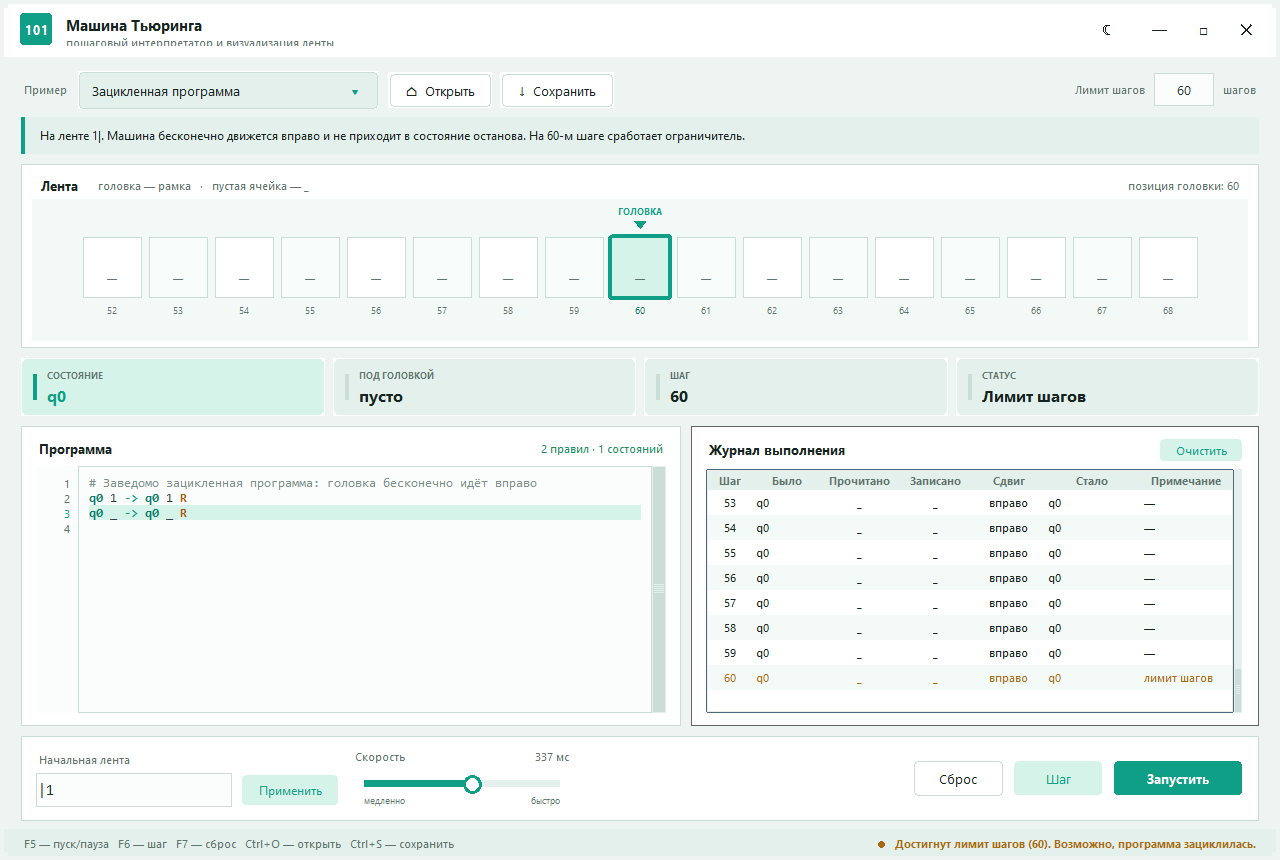 101 Машина Тьюринга
пошаговый интерпретатор и визуализация ленты
Пример Зацикленная программа Открыть Сохранить Лимит шагов 60 шагов
На ленте 1|. Машина бесконечно движется вправо и не приходит в состояние останова. На 60-м шаге сработает ограничитель.
Лента головка — рамка · пустая ячейка — _ позиция головки: 60
ГОЛОВКА
_ _ _ _ _ _ _ _ _ _ _ _ _ _ _ _ _
52 53 54 55 56 57 58 59 60 61 62 63 64 65 66 67 68
СОСТОЯНИЕ ПОД ГОЛОВКОЙ ШАГ СТАТУС
q0 пусто 60 Лимит шагов
Программа 2 правил · 1 состояний
1 # Заведомо зацикленная программа: головка бесконечно идёт вправо
2 q0 1 -> q0 1 R
3 q0 _ -> q0 _ R
4
Журнал выполнения Очистить
Шаг Было Прочитано Записано Сдвиг Стало Примечание
53 q0 _ _ вправо q0 —
54 q0 _ _ вправо q0 —
55 q0 _ _ вправо q0 —
56 q0 _ _ вправо q0 —
57 q0 _ _ вправо q0 —
58 q0 _ _ вправо q0 —
59 q0 _ _ вправо q0 —
60 q0 _ _ вправо q0 лимит шагов
Начальная лента
1 Применить
Скорость 337 мс
медленно быстро
Сброс Шаг Запустить
F5 — пуск/пауза F6 — шаг F7 — сброс Ctrl+O — открыть Ctrl+S — сохранить
Достигнут лимит шагов (60). Возможно, программа зациклилась.